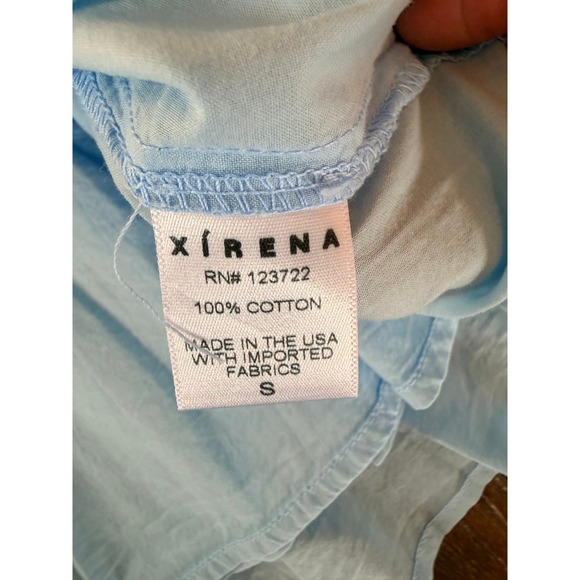 XÍRENA
RN# 123722
100% COTTON
MADE IN THE USA
WITH IMPORTED
FABRICS
S